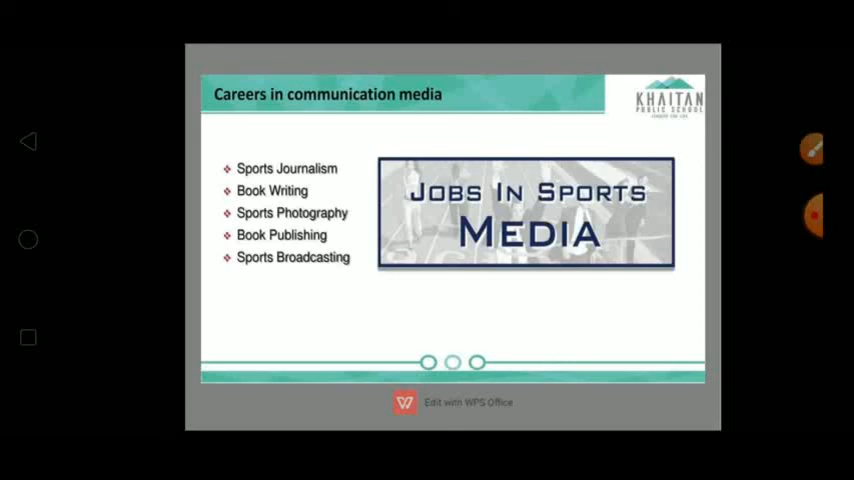 Careers in communication media
KHAITAN
PUBLIC SCHOOL
Sports Journalism
Book Writing
Sports Photography
Book Publishing
Sports Broadcasting
JOBS IN SPORTS
MEDIA
Edit with WPS Office